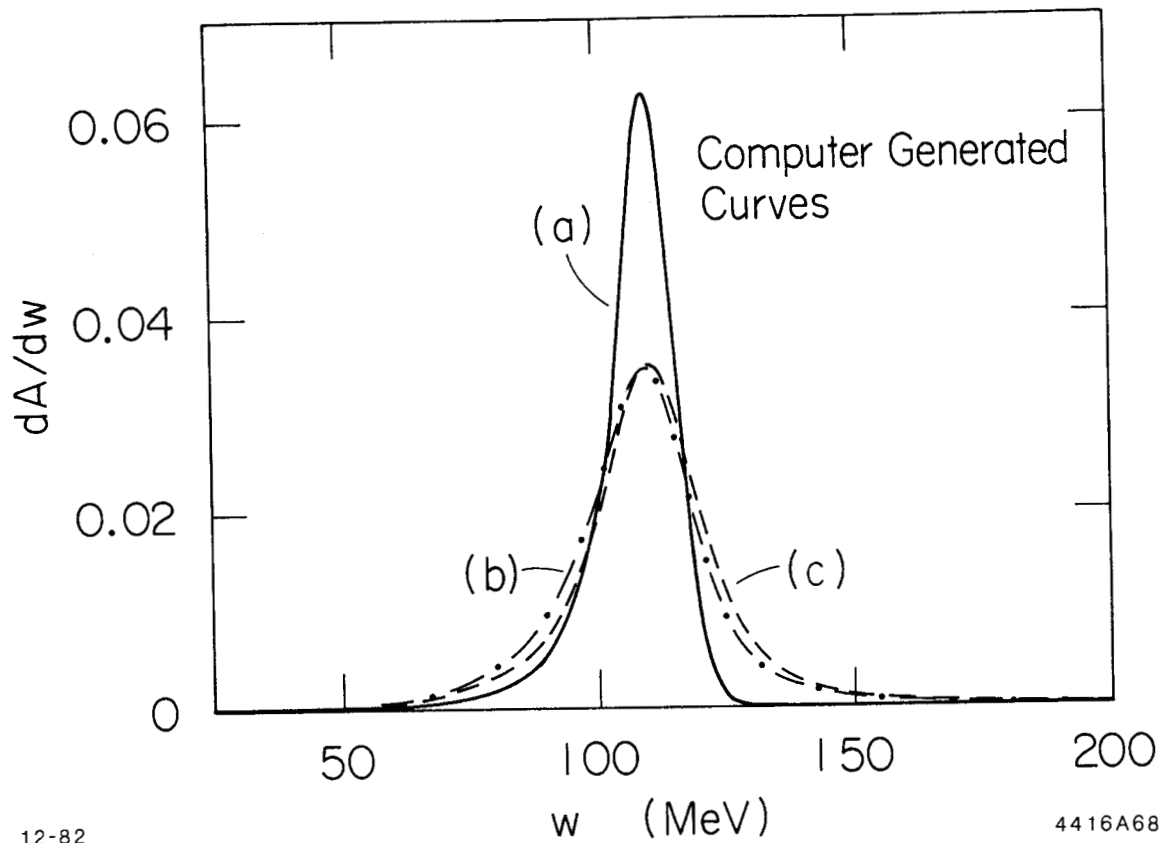 0.06
Computer Generated
Curves
(a)
0.04
dA/dw
0.02
(b)
(c)
0
50
100
150
200
w (MeV)
12-82
4416A68